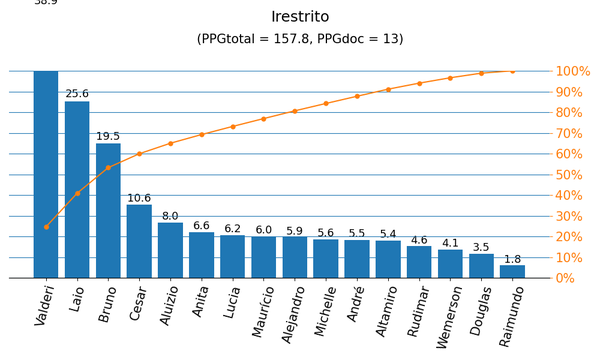 38.9
Irestrito
(PPGtotal = 157.8, PPGdoc = 13)
25.6
19.5
10.6
8.0
6.6
6.2
6.0
5.9
5.6
5.5
5.4
4.6
4.1
3.5
1.8
100%
90%
80%
70%
60%
50%
40%
30%
20%
10%
0%
Valderi
Laio
Bruno
Cesar
Aluizio
Anita
Lucia
Maurício
Alejandro
Michelle
André
Altamiro
Rudimar
Wemerson
Douglas
Raimundo